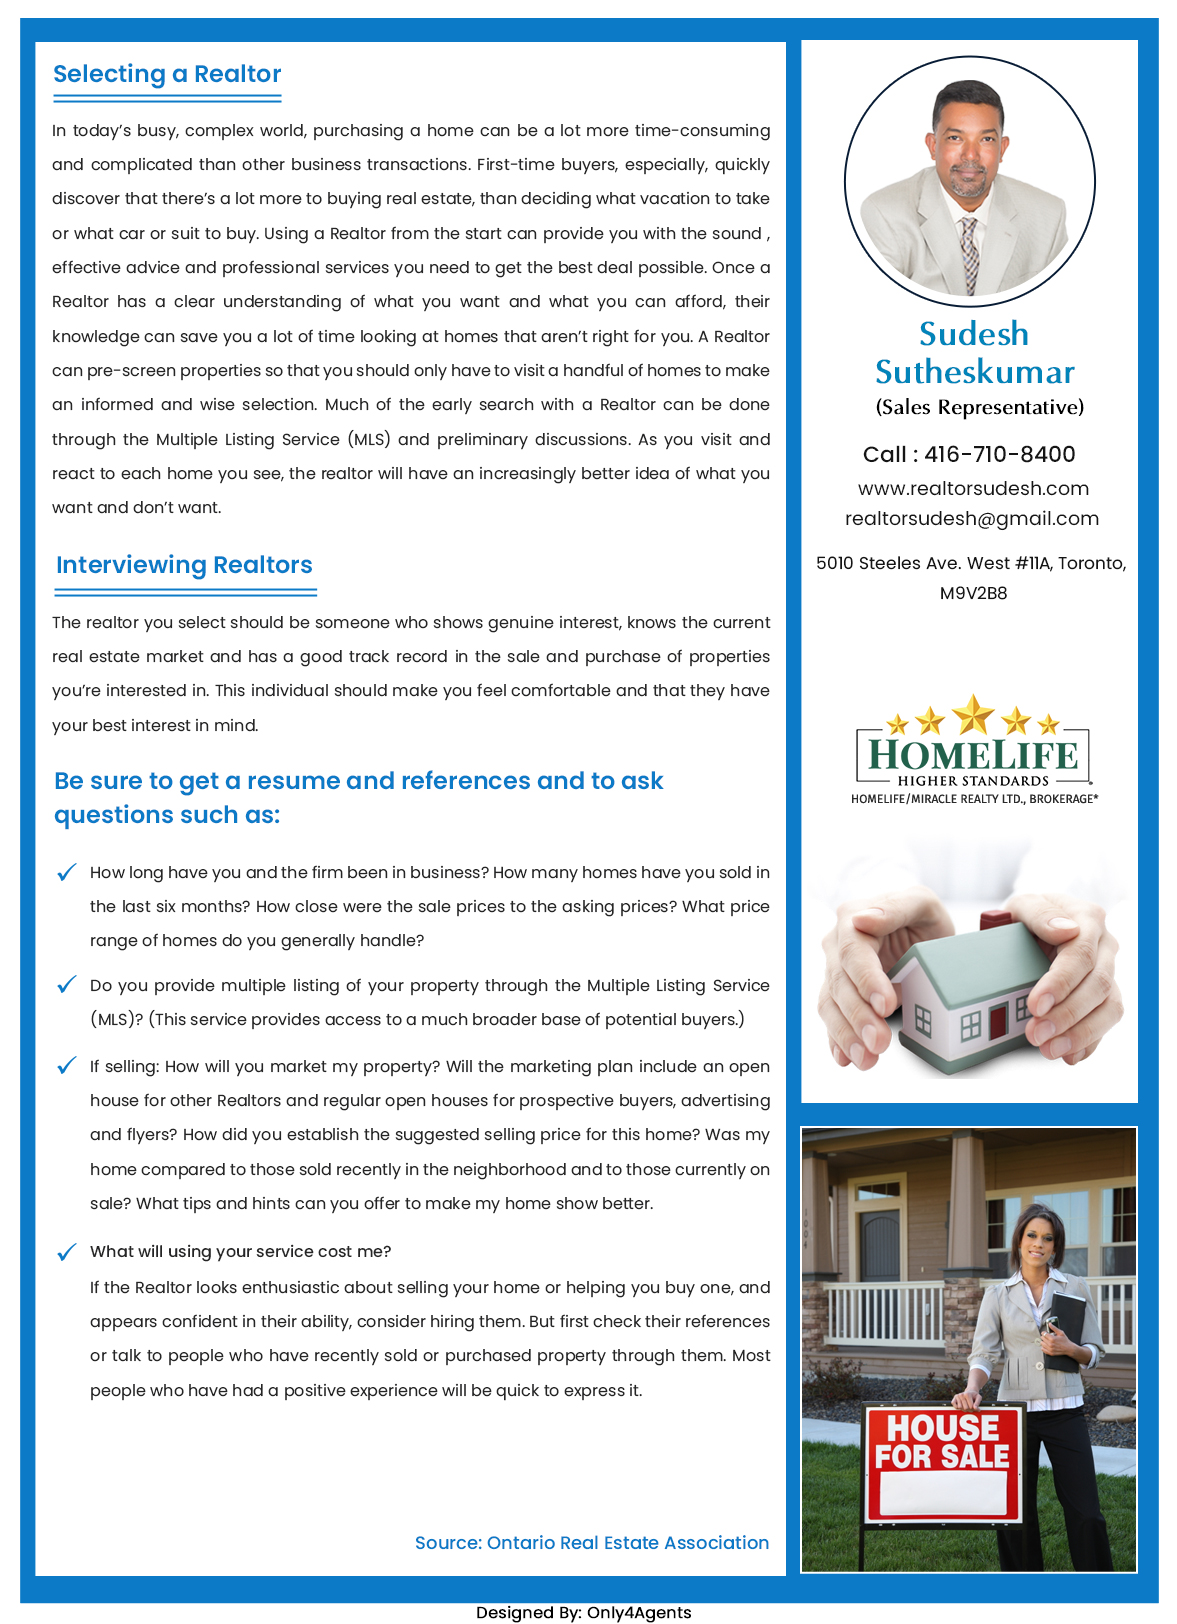 Selecting a Realtor
In today’s busy, complex world, purchasing a home can be a lot more time-consuming
and complicated than other business transactions. First-time buyers, especially, quickly
discover that there’s a lot more to buying real estate, than deciding what vacation to take
or what car or suit to buy. Using a Realtor from the start can provide you with the sound ,
effective advice and professional services you need to get the best deal possible. Once a
Realtor has a clear understanding of what you want and what you can afford, their
knowledge can save you a lot of time looking at homes that aren’t right for you. A Realtor
can pre-screen properties so that you should only have to visit a handful of homes to make
an informed and wise selection. Much of the early search with a Realtor can be done
through the Multiple Listing Service (MLS) and preliminary discussions. As you visit and
react to each home you see, the realtor will have an increasingly better idea of what you
want and don’t want.
Interviewing Realtors
The realtor you select should be someone who shows genuine interest, knows the current
real estate market and has a good track record in the sale and purchase of properties
you’re interested in. This individual should make you feel comfortable and that they have
your best interest in mind.
Be sure to get a resume and references and to ask
questions such as:
How long have you and the firm been in business? How many homes have you sold in
the last six months? How close were the sale prices to the asking prices? What price
range of homes do you generally handle?
Do you provide multiple listing of your property through the Multiple Listing Service
(MLS)? (This service provides access to a much broader base of potential buyers.)
If selling: How will you market my property? Will the marketing plan include an open
house for other Realtors and regular open houses for prospective buyers, advertising
and flyers? How did you establish the suggested selling price for this home? Was my
home compared to those sold recently in the neighborhood and to those currently on
sale? What tips and hints can you offer to make my home show better.
What will using your service cost me?
If the Realtor looks enthusiastic about selling your home or helping you buy one, and
appears confident in their ability, consider hiring them. But first check their references
or talk to people who have recently sold or purchased property through them. Most
people who have had a positive experience will be quick to express it.
Source: Ontario Real Estate Association
Sudesh
Sutheskumar
(Sales Representative)
Call : 416-710-8400
www.realtorsudesh.com
realtorsudesh@gmail.com
5010 Steeles Ave. West #11A, Toronto,
M9V2B8
HOMELIFE
HIGHER STANDARDS
HOMELIFE/MIRACLE REALTY LTD., BROKERAGE*
1004
HOUSE
FOR SALE
Designed By: Only4Agents